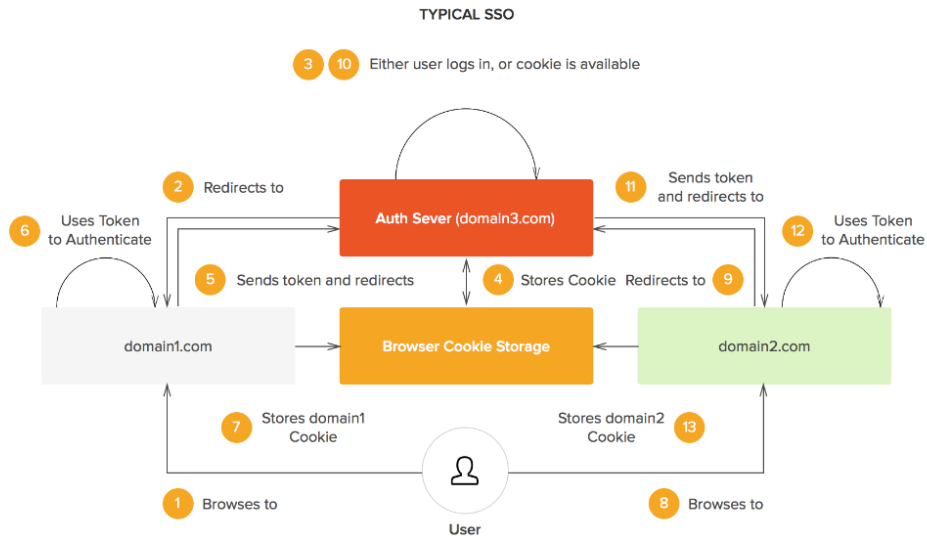 TYPICAL SSO
3 10 Either user logs in, or cookie is available
2 Redirects to
11 Sends token
and redirects to
6 Uses Token
to Authenticate
Auth Sever (domain3.com)
12 Uses Token
to Authenticate
5 Sends token and redirects
4 Stores Cookie
Redirects to 9
domain1.com
Browser Cookie Storage
domain2.com
7 Stores domain1
Cookie
Stores domain2
Cookie 13
1 Browses to
User
8 Browses to